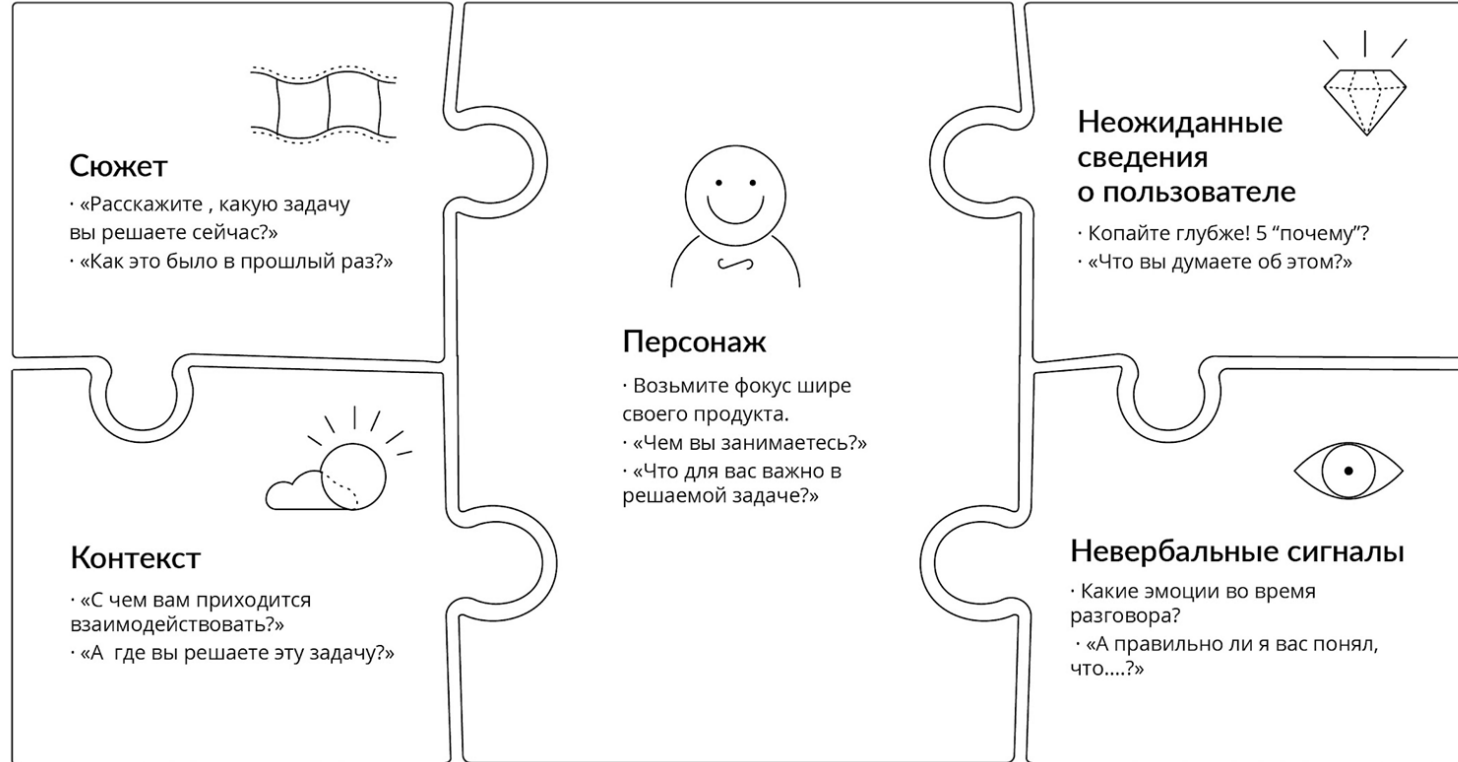 Сюжет
· «Расскажите , какую задачу
вы решаете сейчас?»
· «Как это было в прошлый раз?»
Контекст
· «С чем вам приходится
взаимодействовать?»
· «А  где вы решаете эту задачу?»
Персонаж
· Возьмите фокус шире
своего продукта.
· «Чем вы занимаетесь?»
· «Что для вас важно в
решаемой задаче?»
Неожиданные
сведения
о пользователе
· Копайте глубже! 5 “почему”?
· «Что вы думаете об этом?»
Невербальные сигналы
· Какие эмоции во время
разговора?
· «А правильно ли я вас понял,
что....?»